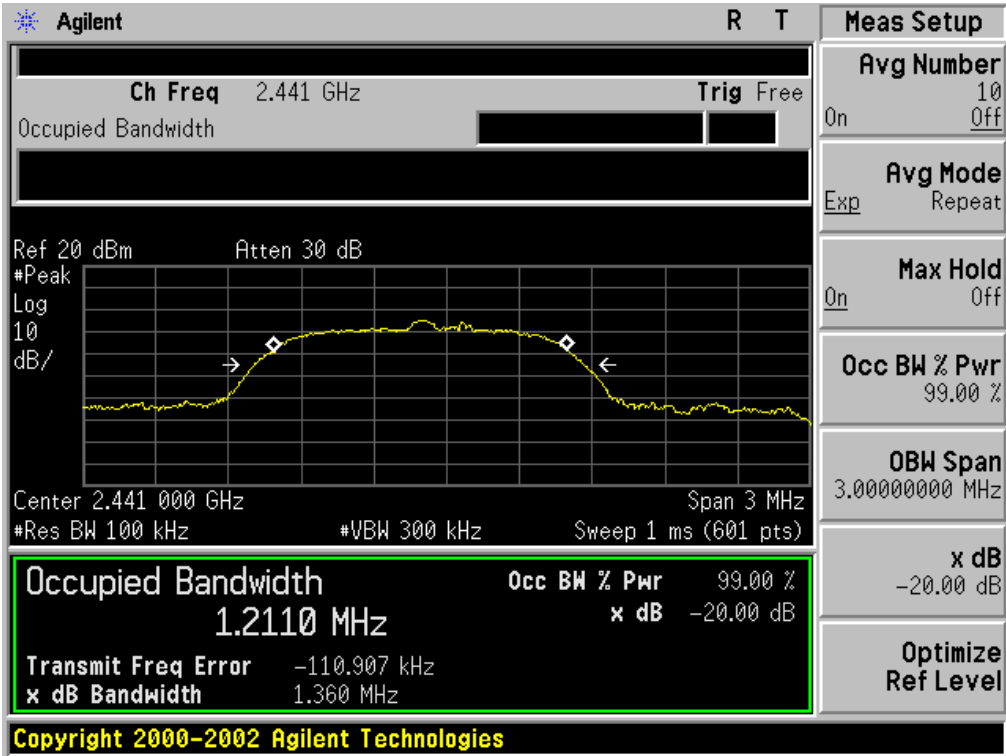 Agilent R T
Ch Freq 2.441 GHz Trig Free
Occupied Bandwidth
Ref 20 dBm Atten 30 dB
#Peak
Log
10
dB/
Center 2.441 000 GHz Span 3 MHz
#Res BW 100 kHz #VBW 300 kHz Sweep 1 ms (601 pts)
Occupied Bandwidth
1.2110 MHz
Occ BW % Pwr 99.00 %
x dB -20.00 dB
Transmit Freq Error -110.907 kHz
x dB Bandwidth 1.360 MHz
Copyright 2000-2002 Agilent Technologies
Meas Setup
Avg Number
10
On Off
Avg Mode
Exp Repeat
Max Hold
On Off
Occ BW % Pwr
99.00 %
OBW Span
3.00000000 MHz
x dB
-20.00 dB
Optimize
Ref Level